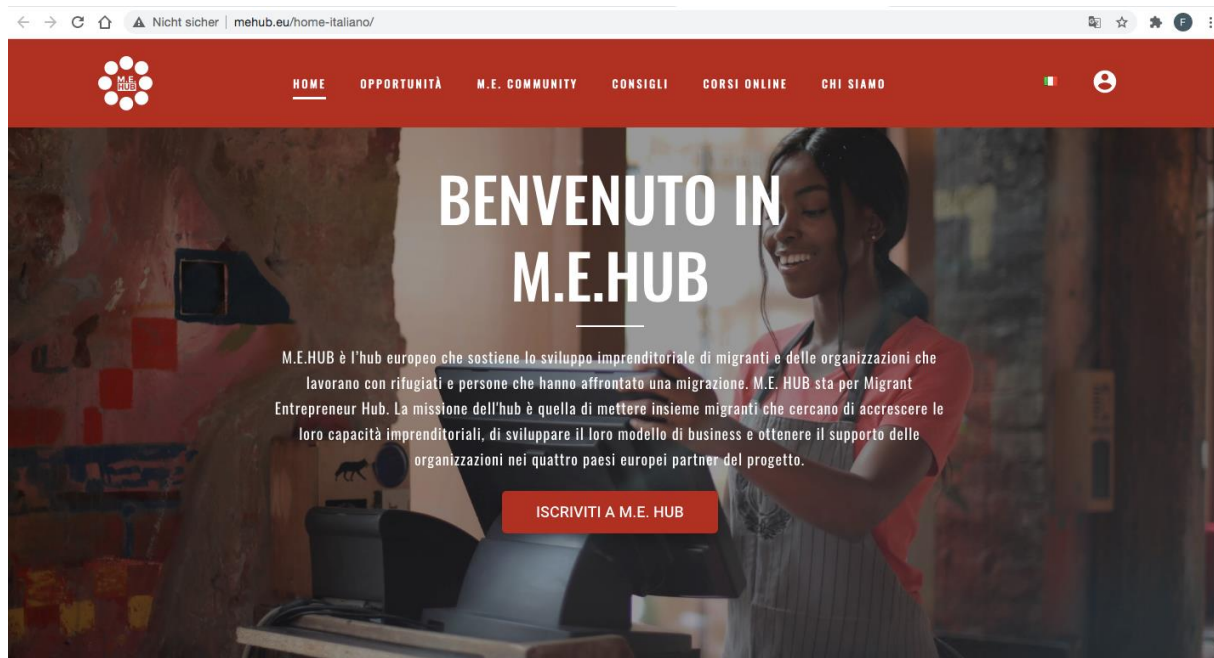 Nicht sicher | mehub.eu/home-italiano/
F
M.E.
HUB
HOME OPPORTUNITÀ M.E. COMMUNITY CONSIGLI CORSI ONLINE CHI SIAMO
BENVENUTO IN
M.E.HUB
M.E.HUB è l'hub europeo che sostiene lo sviluppo imprenditoriale di migranti e delle organizzazioni che
lavorano con rifugiati e persone che hanno affrontato una migrazione. M.E. HUB sta per Migrant
Entrepreneur Hub. La missione dell'hub è quella di mettere insieme migranti che cercano di accrescere le
loro capacità imprenditoriali, di sviluppare il loro modello di business e ottenere il supporto delle
organizzazioni nei quattro paesi europei partner del progetto.
ISCRIVITI A M.E. HUB